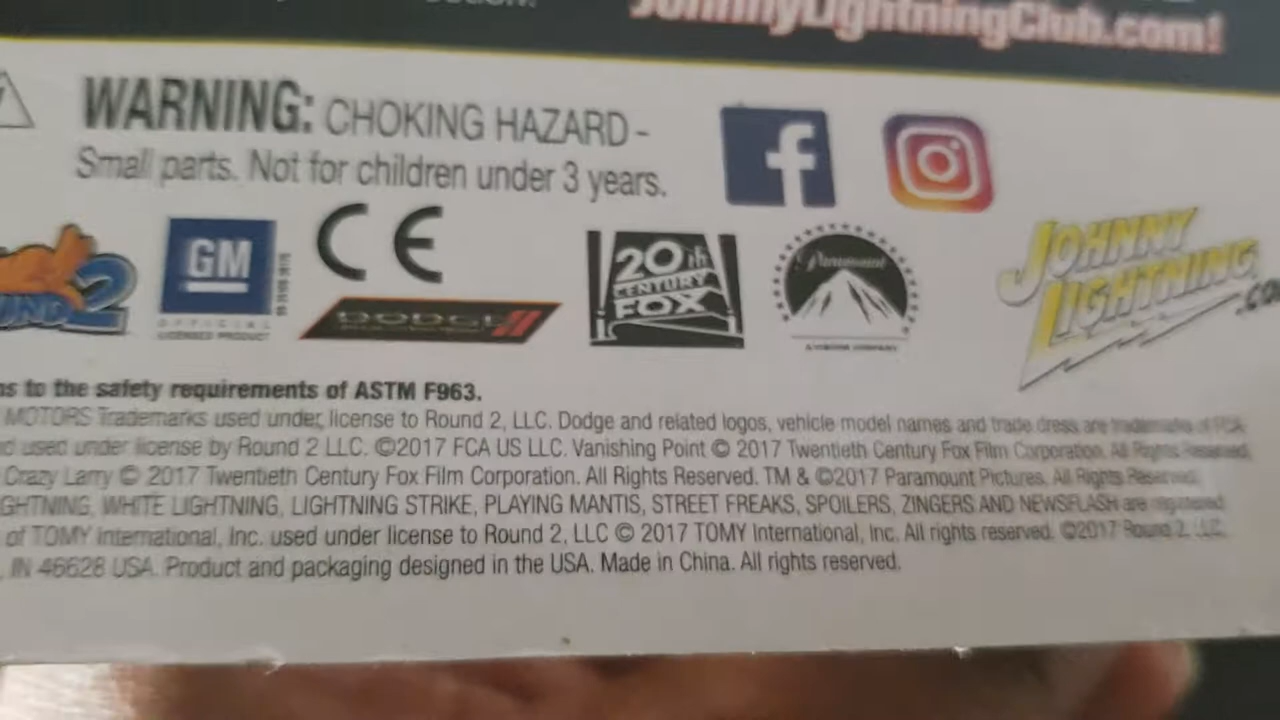 JohnnyLightningClub.com!
WARNING: CHOKING HAZARD -
Small parts. Not for children under 3 years.
f
2
GM
OFFICIAL
LICENSED PRODUCT
CE
DODGE
20th
CENTURY
FOX
Paramount
A VIACOM COMPANY
JOHNNY
LIGHTNING
to the safety requirements of ASTM F963.
MOTORS Trademarks used under license to Round 2, LLC. Dodge and related logos, vehicle model names and trade dress are trademarks of FCA
used under license by Round 2 LLC. ©2017 FCA US LLC. Vanishing Point © 2017 Twentieth Century Fox Film Corporation. All Rights Reserved.
Crazy Larry © 2017 Twentieth Century Fox Film Corporation. All Rights Reserved. TM & ©2017 Paramount Pictures. All Rights Reserved.
GHTNING, WHITE LIGHTNING, LIGHTNING STRIKE, PLAYING MANTIS, STREET FREAKS, SPOILERS, ZINGERS AND NEWSFLASH are registered
of TOMY International, Inc. used under license to Round 2, LLC © 2017 TOMY International, Inc. All rights reserved. ©2017 Round 2, LLC.
IN 46628 USA. Product and packaging designed in the USA. Made in China. All rights reserved.